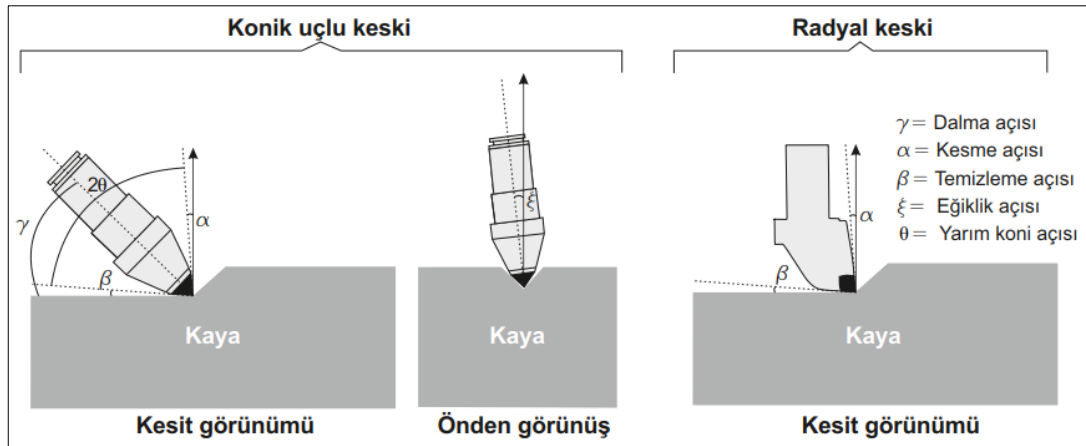 Konik uçlu keski
Radyal keski
2θ
γ
β
α
ξ
α
β
γ = Dalma açısı
α = Kesme açısı
β = Temizleme açısı
ξ = Eğiklik açısı
θ = Yarım koni açısı
Kaya
Kaya
Kaya
Kesit görünümü
Önden görünüş
Kesit görünümü